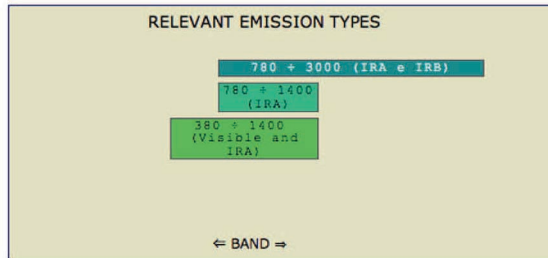 RELEVANT EMISSION TYPES
780 ÷ 3000 (IRA e IRB)
780 ÷ 1400
(IRA)
380 ÷ 1400
(Visible and
IRA)
⇐ BAND ⇒